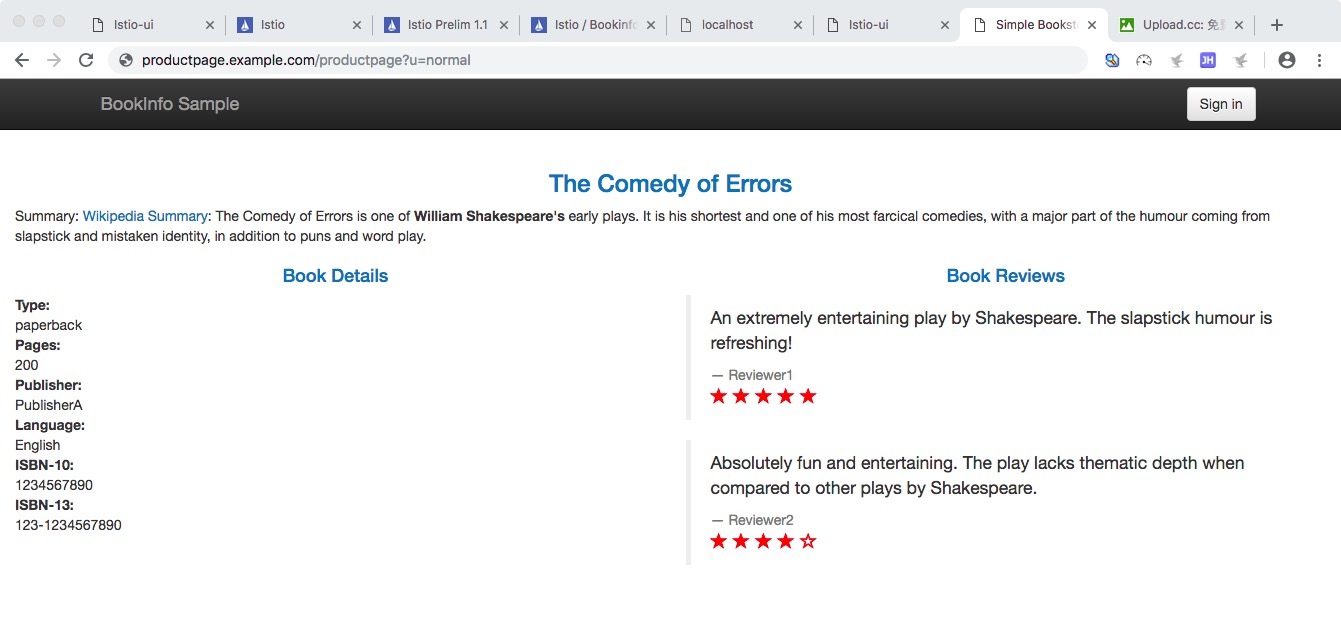 Istio-ui
Istio
Istio Prelim 1.1
Istio / Bookinfo
localhost
Istio-ui
Simple Bookst
Upload.cc: 免
productpage.example.com/productpage?u=normal
JH
BookInfo Sample
Sign in
The Comedy of Errors
Summary: Wikipedia Summary: The Comedy of Errors is one of William Shakespeare's early plays. It is his shortest and one of his most farcical comedies, with a major part of the humour coming from
slapstick and mistaken identity, in addition to puns and word play.
Book Details
Type:
paperback
Pages:
200
Publisher:
PublisherA
Language:
English
ISBN-10:
1234567890
ISBN-13:
123-1234567890
Book Reviews
An extremely entertaining play by Shakespeare. The slapstick humour is
refreshing!
— Reviewer1
Absolutely fun and entertaining. The play lacks thematic depth when
compared to other plays by Shakespeare.
— Reviewer2